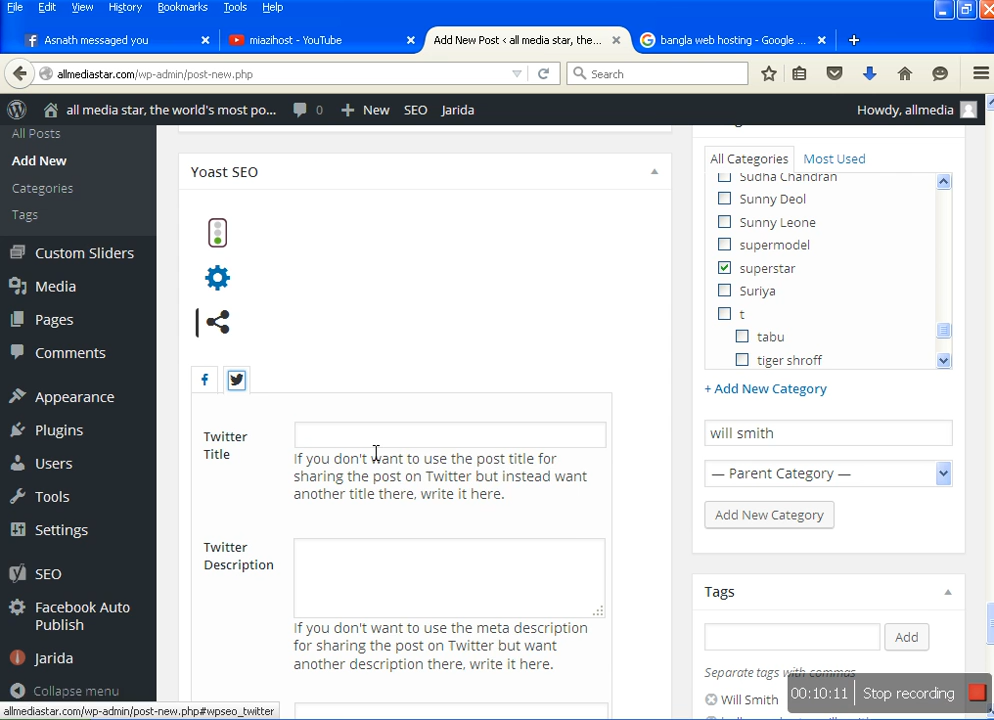 File Edit View History Bookmarks Tools Help
Asnath messaged you
miazihost - YouTube
Add New Post ‹ all media star, the...
bangla web hosting - Google ...
allmediastar.com/wp-admin/post-new.php
Search
all media star, the world's most po...
0
New
SEO
Jarida
Howdy, allmedia
All Posts
Add New
Categories
Tags
Custom Sliders
Media
Pages
Comments
Appearance
Plugins
Users
Tools
Settings
SEO
Facebook Auto
Publish
Jarida
Collapse menu
allmediastar.com/wp-admin/post-new.php#wpseo_twitter
Yoast SEO
Twitter
Title
If you don't want to use the post title for
sharing the post on Twitter but instead want
another title there, write it here.
Twitter
Description
If you don't want to use the meta description
for sharing the post on Twitter but want
another description there, write it here.
All Categories
Most Used
Sudha Chandran
Sunny Deol
Sunny Leone
supermodel
superstar
Suriya
t
tabu
tiger shroff
+ Add New Category
will smith
— Parent Category —
Add New Category
Tags
Add
Separate tags with commas
Will Smith
00:10:11
Stop recording